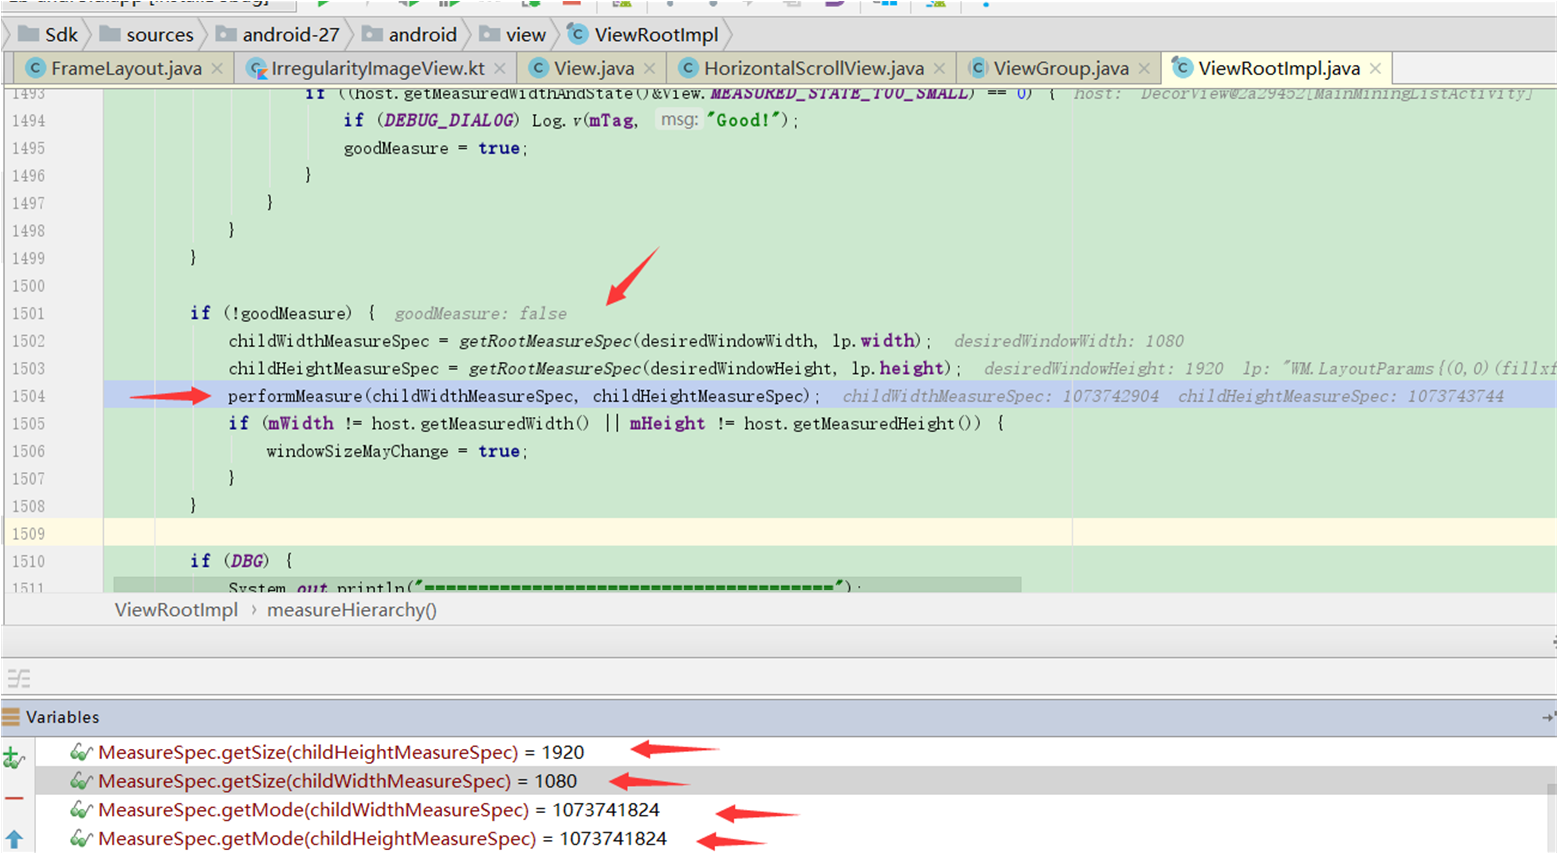 Sdk sources android-27 android view ViewRootImpl
FrameLayout.java IrregularityImageView.kt View.java HorizontalScrollView.java ViewGroup.java ViewRootImpl.java
1493 if ((host.getMeasuredWidthAndState()&View.MEASURED_STATE_TOO_SMALL) == 0) { host: DecorView@2a29452[MainMiningListActivity]
1494 if (DEBUG_DIALOG) Log.v(mTag, msg: "Good!");
1495 goodMeasure = true;
1496 }
1497 }
1498 }
1499 }
1500
1501 if (!goodMeasure) { goodMeasure: false
1502 childWidthMeasureSpec = getRootMeasureSpec(desiredWindowWidth, lp.width); desiredWindowWidth: 1080
1503 childHeightMeasureSpec = getRootMeasureSpec(desiredWindowHeight, lp.height); desiredWindowHeight: 1920 lp: "WM.LayoutParams{(0,0)(fillxf
1504 performMeasure(childWidthMeasureSpec, childHeightMeasureSpec); childWidthMeasureSpec: 1073742904 childHeightMeasureSpec: 1073743744
1505 if (mWidth != host.getMeasuredWidth() || mHeight != host.getMeasuredHeight()) {
1506 windowSizeMayChange = true;
1507 }
1508 }
1509
1510 if (DBG) {
1511 System.out.println("======================================");
ViewRootImpl › measureHierarchy()
Variables
MeasureSpec.getSize(childHeightMeasureSpec) = 1920
MeasureSpec.getSize(childWidthMeasureSpec) = 1080
MeasureSpec.getMode(childWidthMeasureSpec) = 1073741824
MeasureSpec.getMode(childHeightMeasureSpec) = 1073741824